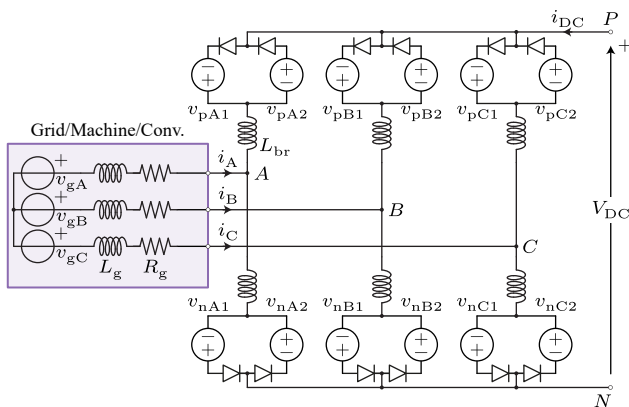 i_DC P
+
− + − + − + − + − + − +
v_pA1 v_pA2 v_pB1 v_pB2 v_pC1 v_pC2
Grid/Machine/Conv.
L_br
+ i_A A
v_gA
+ i_B B
v_gB
V_DC
+ i_C C
v_gC
L_g R_g
v_nA1 v_nA2 v_nB1 v_nB2 v_nC1 v_nC2
+ − + − + − + − + − + −
N